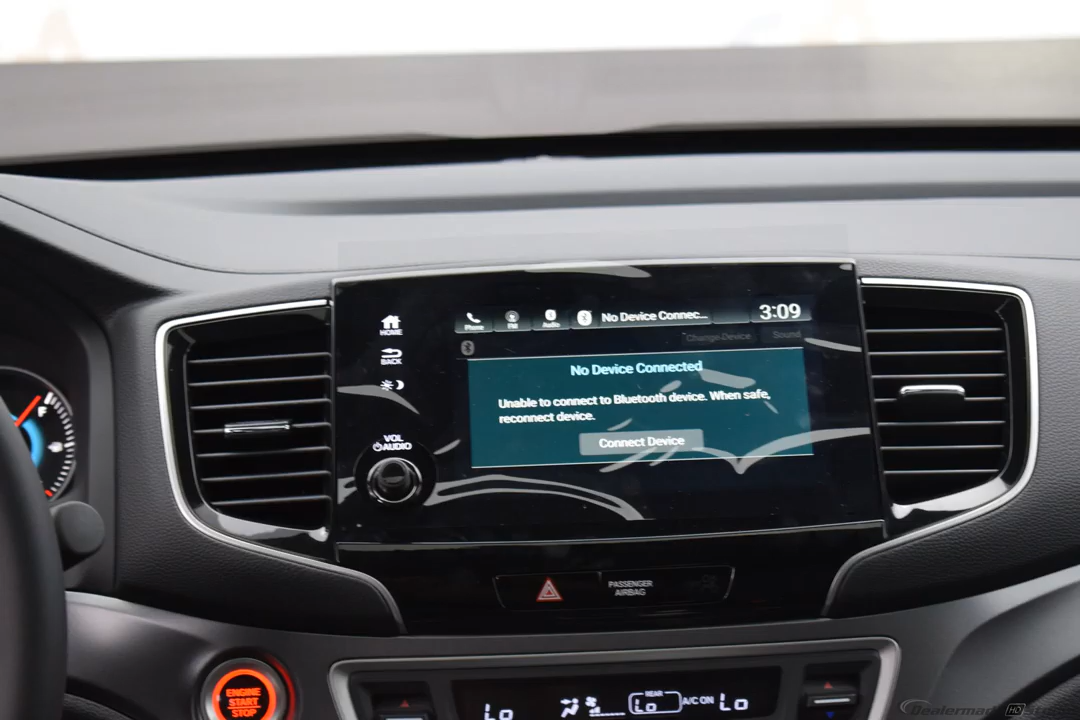 Phone
FM
Audio
No Device Connec...
3:09
HOME
Change Device
Sound
BACK
No Device Connected
Unable to connect to Bluetooth device. When safe,
reconnect device.
Connect Device
VOL
AUDIO
F
PASSENGER
AIRBAG
ENGINE
START
STOP
Lo
REAR
Lo
A/C ON
Lo
HD